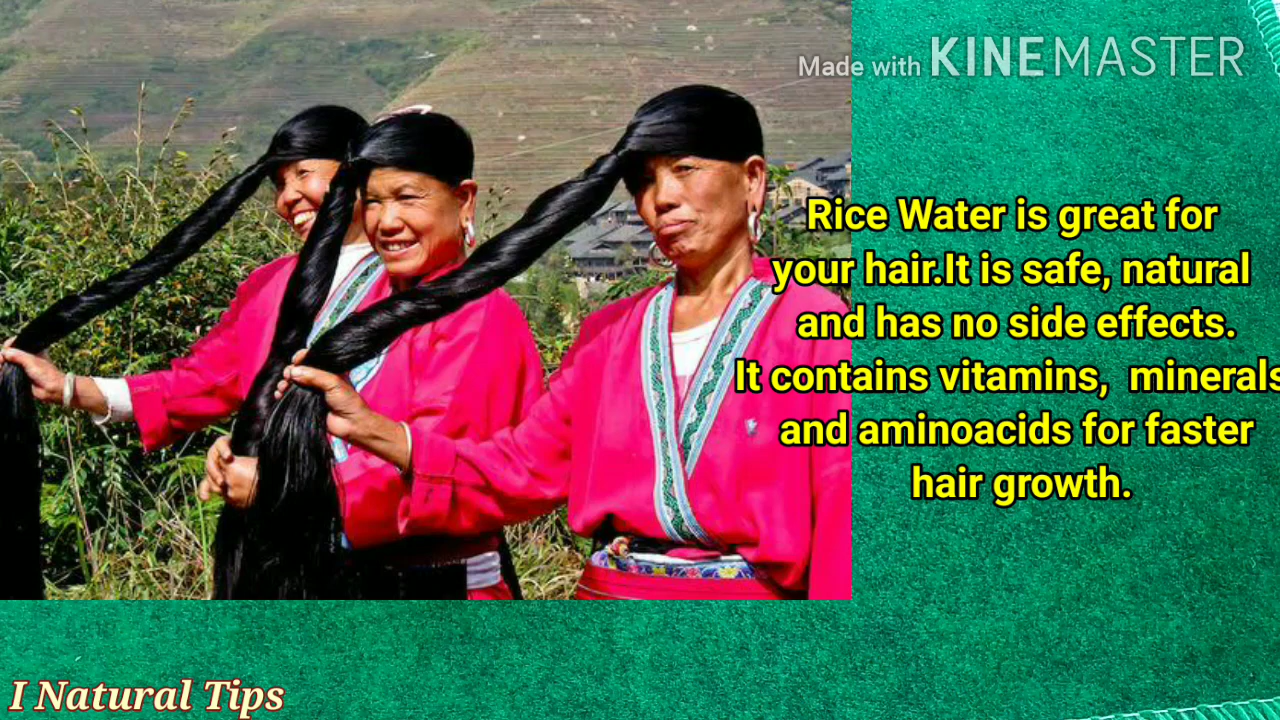 Made with KINEMASTER
Rice Water is great for
your hair.It is safe, natural
and has no side effects.
It contains vitamins,  minerals
and aminoacids for faster
hair growth.
I Natural Tips